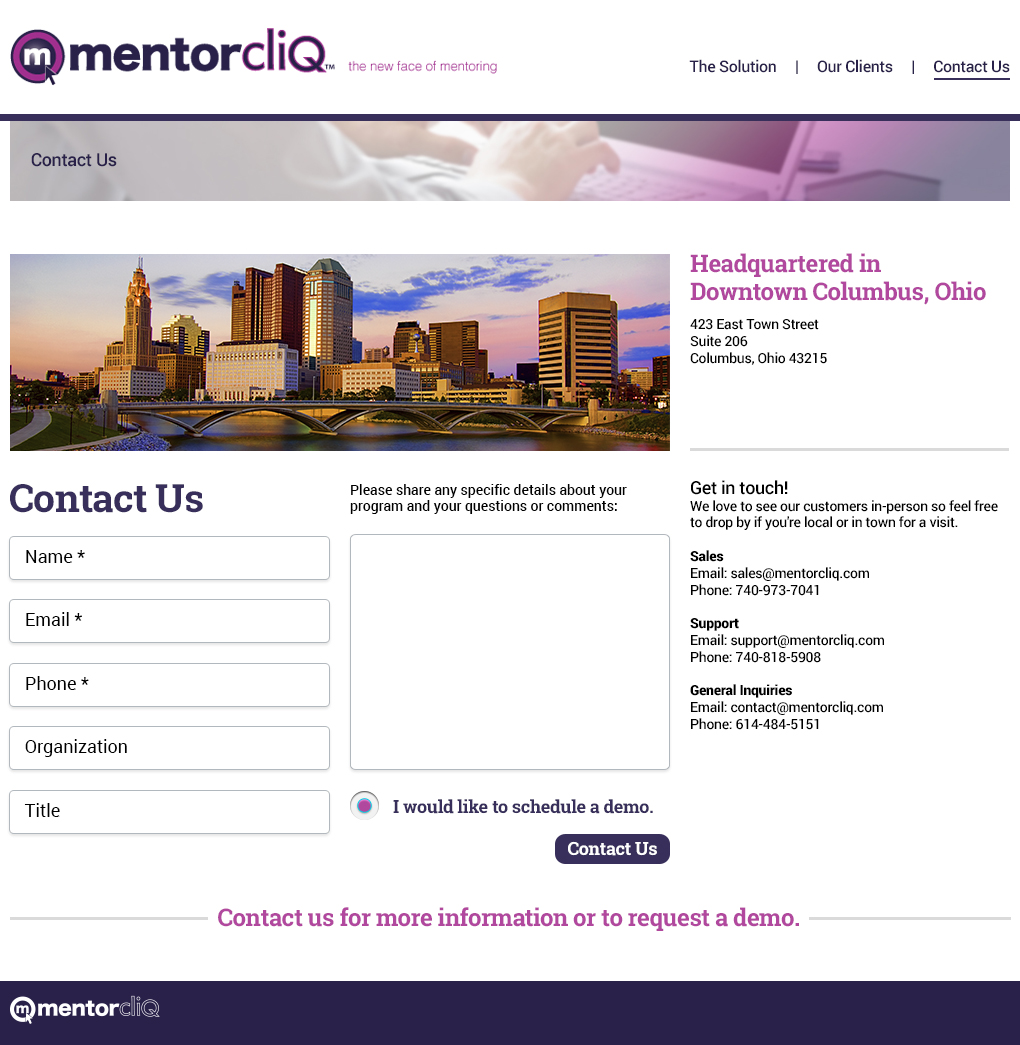 mentorcliQ™ the new face of mentoring
The Solution | Our Clients | Contact Us
Contact Us
Headquartered in
Downtown Columbus, Ohio
423 East Town Street
Suite 206
Columbus, Ohio 43215
Contact Us
Name *
Email *
Phone *
Organization
Title
Please share any specific details about your
program and your questions or comments:
I would like to schedule a demo.
Contact Us
Get in touch!
We love to see our customers in-person so feel free
to drop by if you're local or in town for a visit.
Sales
Email: sales@mentorcliq.com
Phone: 740-973-7041
Support
Email: support@mentorcliq.com
Phone: 740-818-5908
General Inquiries
Email: contact@mentorcliq.com
Phone: 614-484-5151
Contact us for more information or to request a demo.
mentorcliQ